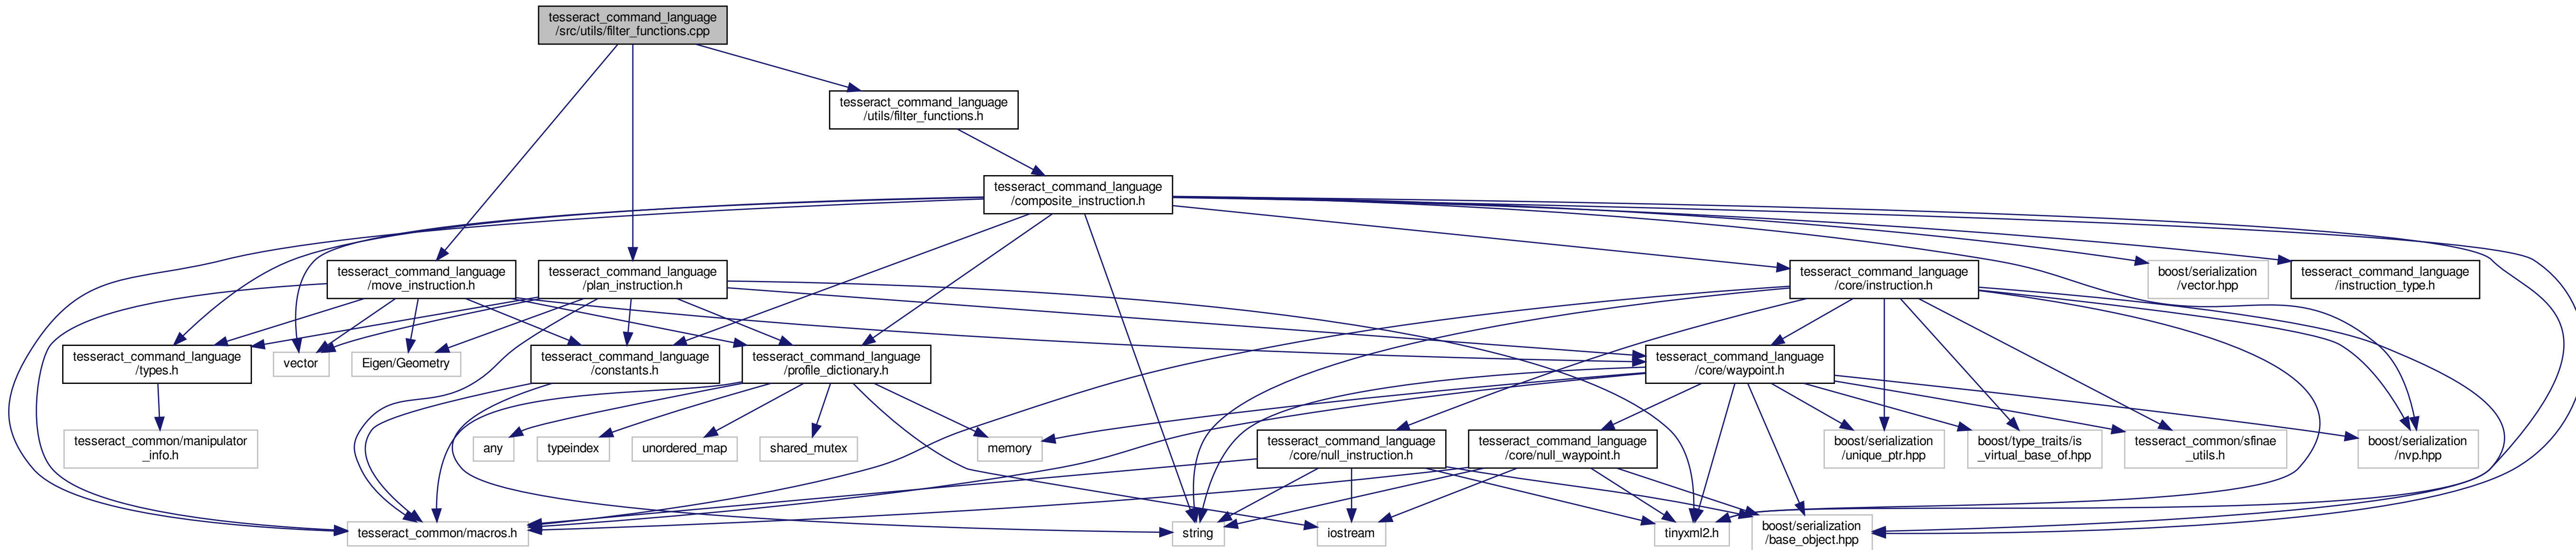 tesseract_command_language
/src/utils/filter_functions.cpp
tesseract_command_language
/utils/filter_functions.h
tesseract_command_language
/composite_instruction.h
tesseract_command_language
/move_instruction.h
tesseract_command_language
/plan_instruction.h
tesseract_command_language
/core/instruction.h
boost/serialization
/vector.hpp
tesseract_command_language
/instruction_type.h
tesseract_command_language
/types.h
vector
Eigen/Geometry
tesseract_command_language
/constants.h
tesseract_command_language
/profile_dictionary.h
tesseract_command_language
/core/waypoint.h
tesseract_common/manipulator
_info.h
any
typeindex
unordered_map
shared_mutex
memory
tesseract_command_language
/core/null_instruction.h
tesseract_command_language
/core/null_waypoint.h
boost/serialization
/unique_ptr.hpp
boost/type_traits/is
_virtual_base_of.hpp
tesseract_common/sfinae
_utils.h
boost/serialization
/nvp.hpp
tesseract_common/macros.h
string
iostream
tinyxml2.h
boost/serialization
/base_object.hpp